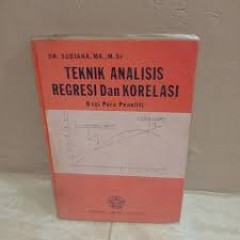 DR. SUDJANA, MA., M.Sc
TEKNIK ANALISIS
REGRESI Dan KORELASI
Bagi Para Peneliti